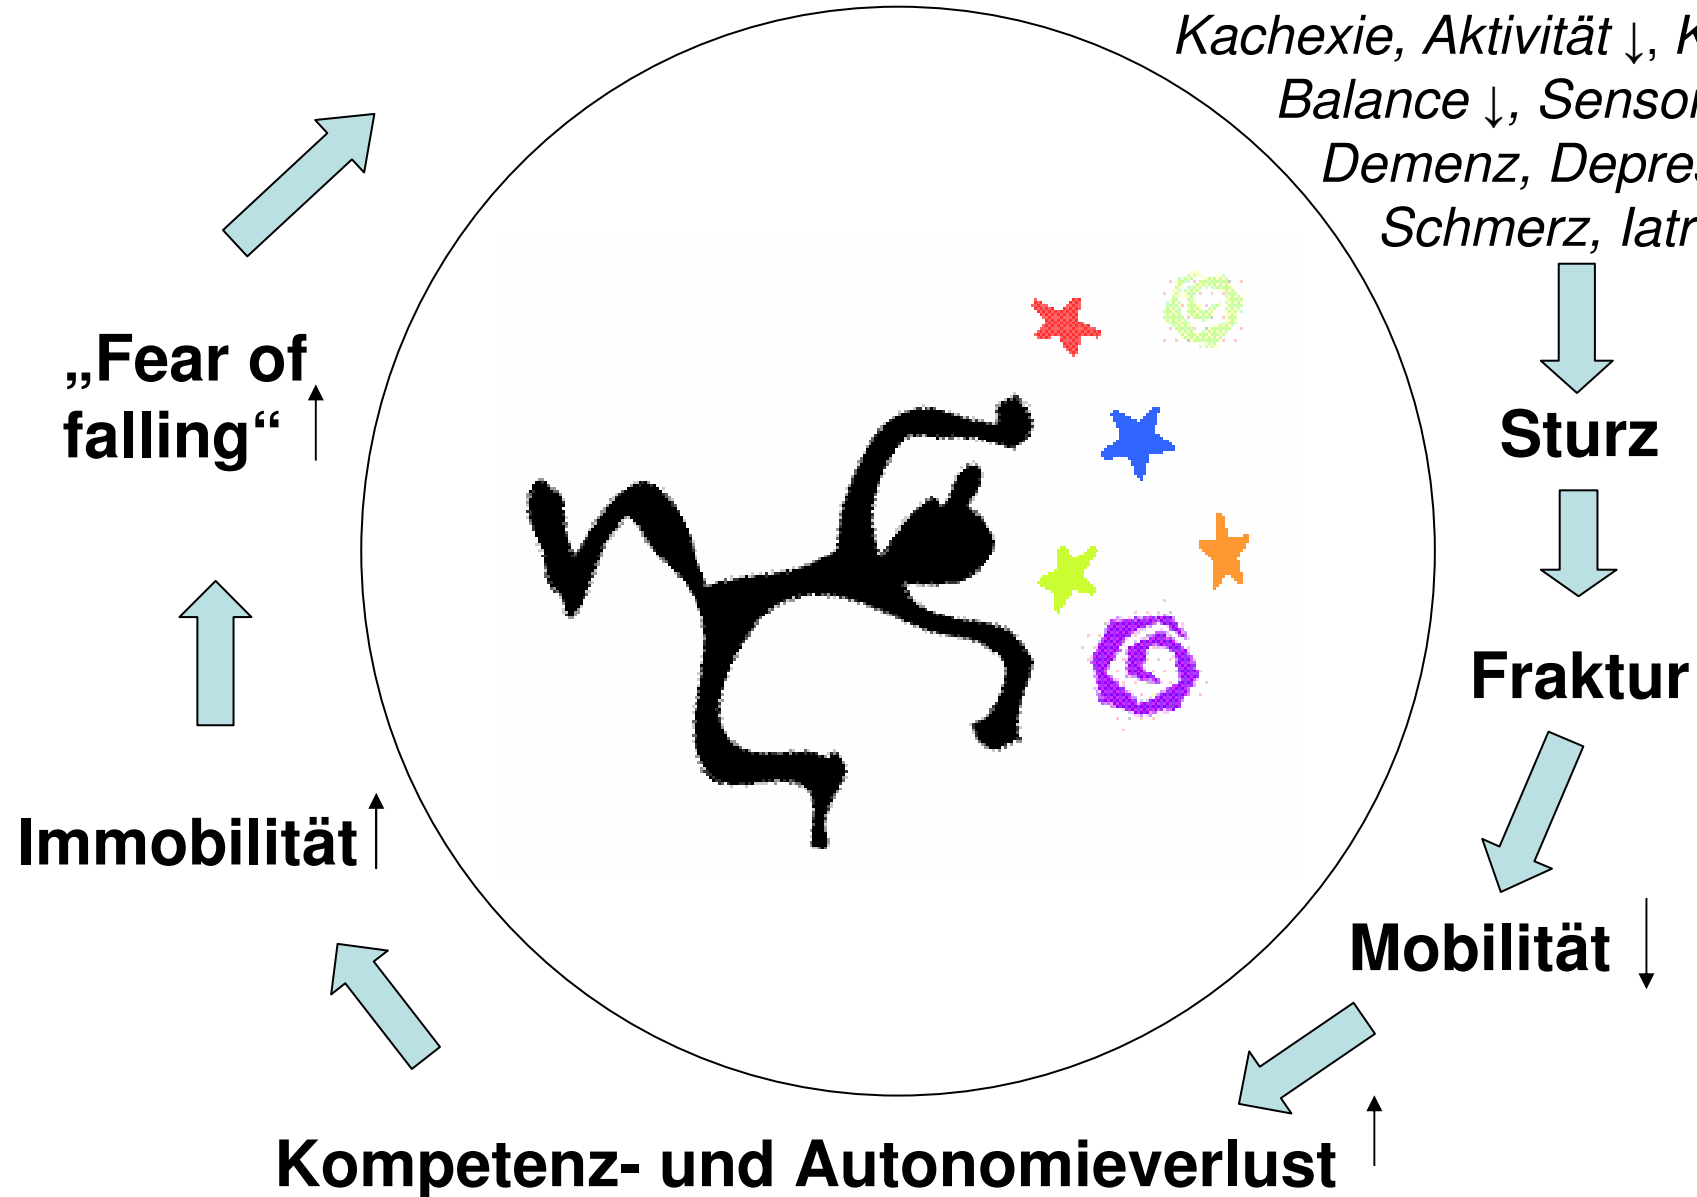 Kachexie, Aktivität ↓,
Balance ↓,
Demenz,
Schmerz,
Sturz
Fraktur
Mobilität ↓
Kompetenz- und Autonomieverlust ↑
Immobilität ↑
„Fear of
falling“ ↑